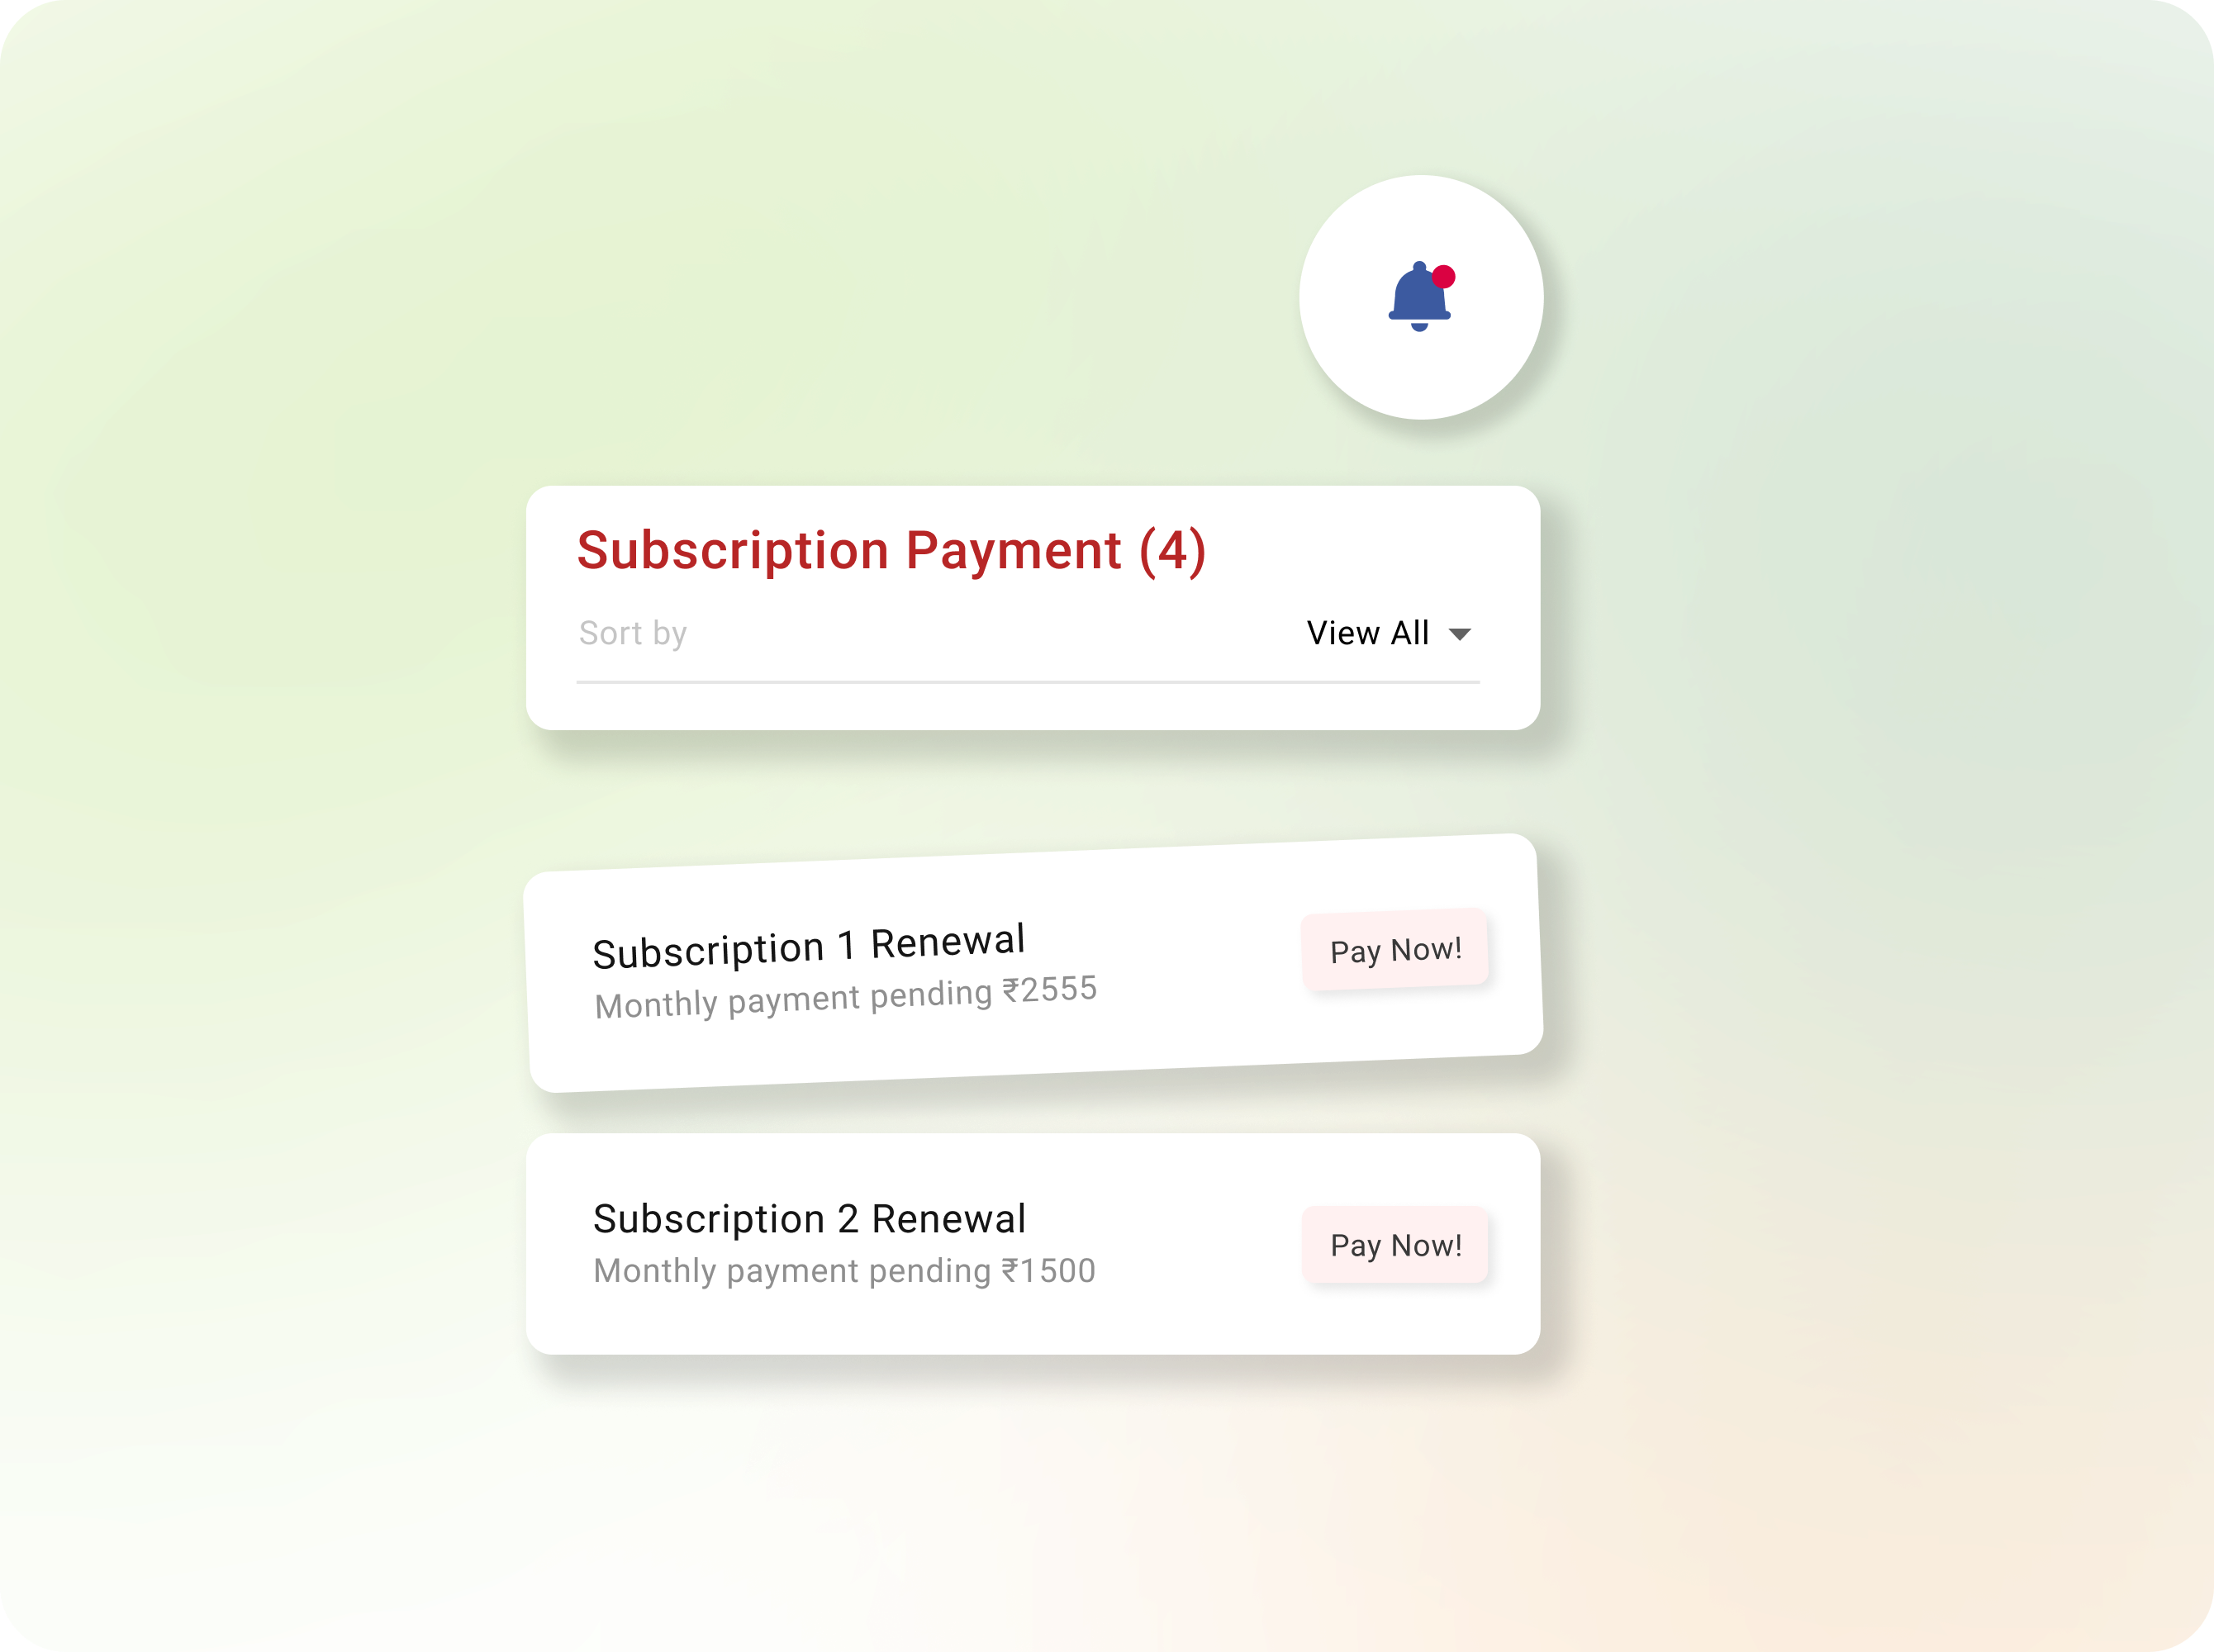 Subscription Payment (4)
Sort by
View All
Subscription 1 Renewal
Monthly payment pending ₹2555
Pay Now!
Subscription 2 Renewal
Monthly payment pending ₹1500
Pay Now!